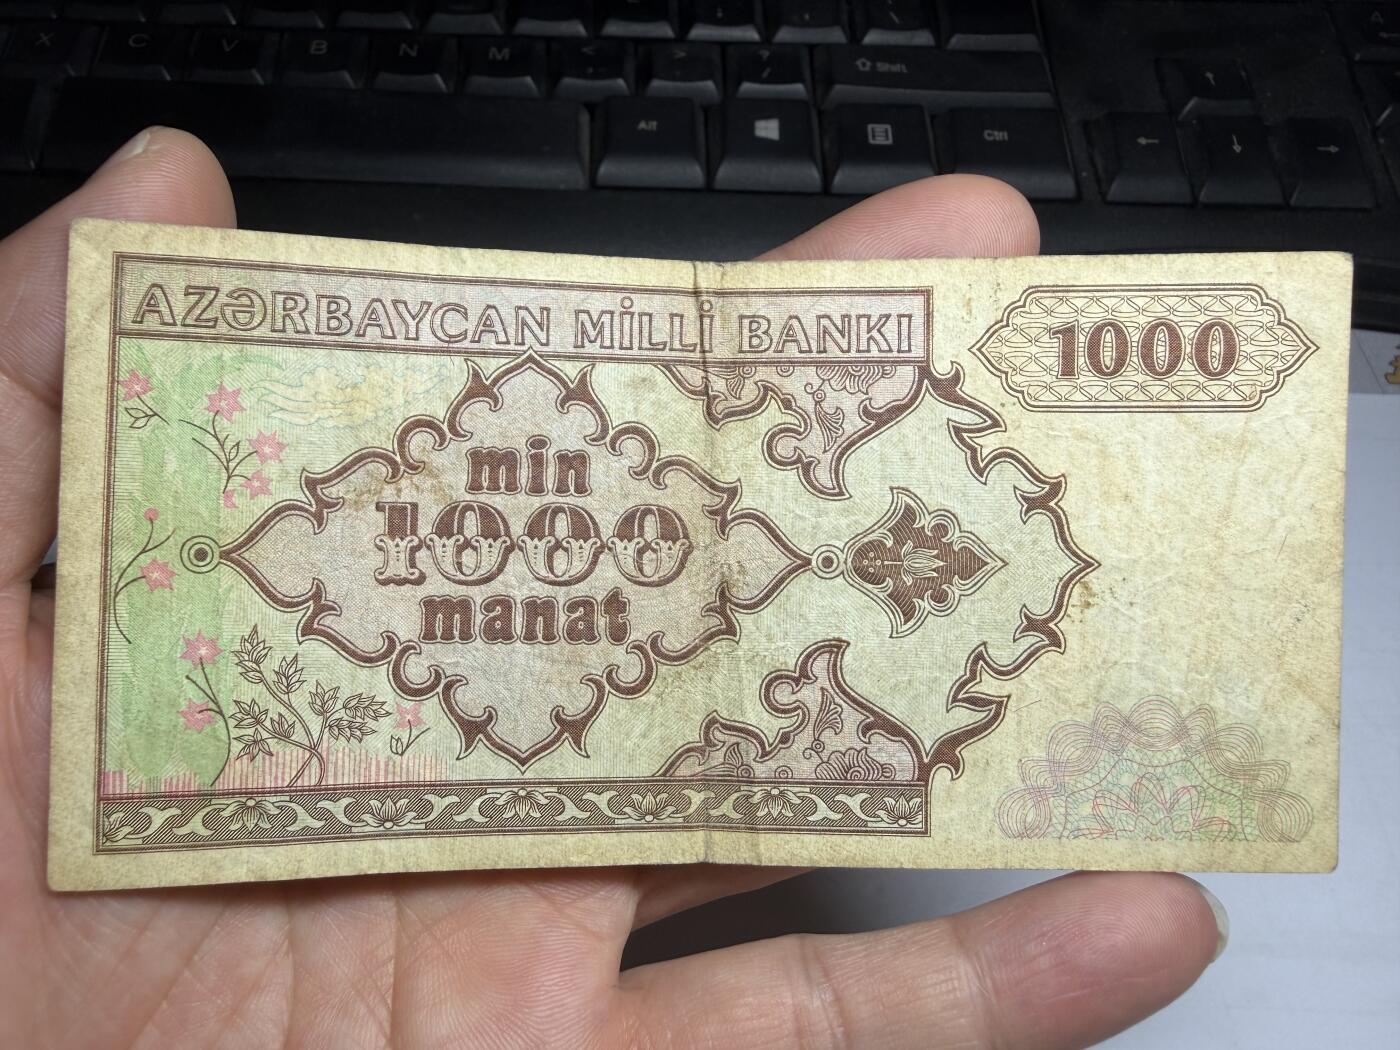 X C V B N M < > ?
/
Shift
A
Alt
Ctrl
← ↑ ↓ →
AZƏRBAYCAN MİLLİ BANKI
1000
min
1000
manat